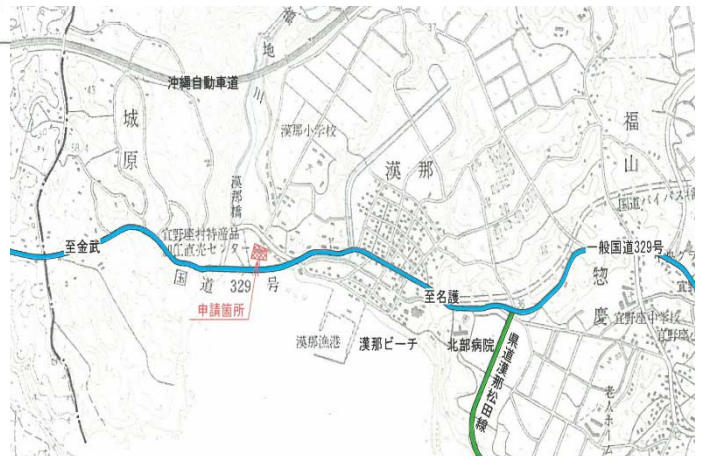 沖縄自動車道
福地川
城原
漢那小学校
漢那
福山
漢那橋
国道バイパス
宜野座村特産品
加工直売センター
至金武
一般国道329号
国道 329 号
申請箇所
至名護
惣慶
宜野座中学校
漢那漁港
漢那ビーチ
北部病院
県道漢那松田線
老人ホーム